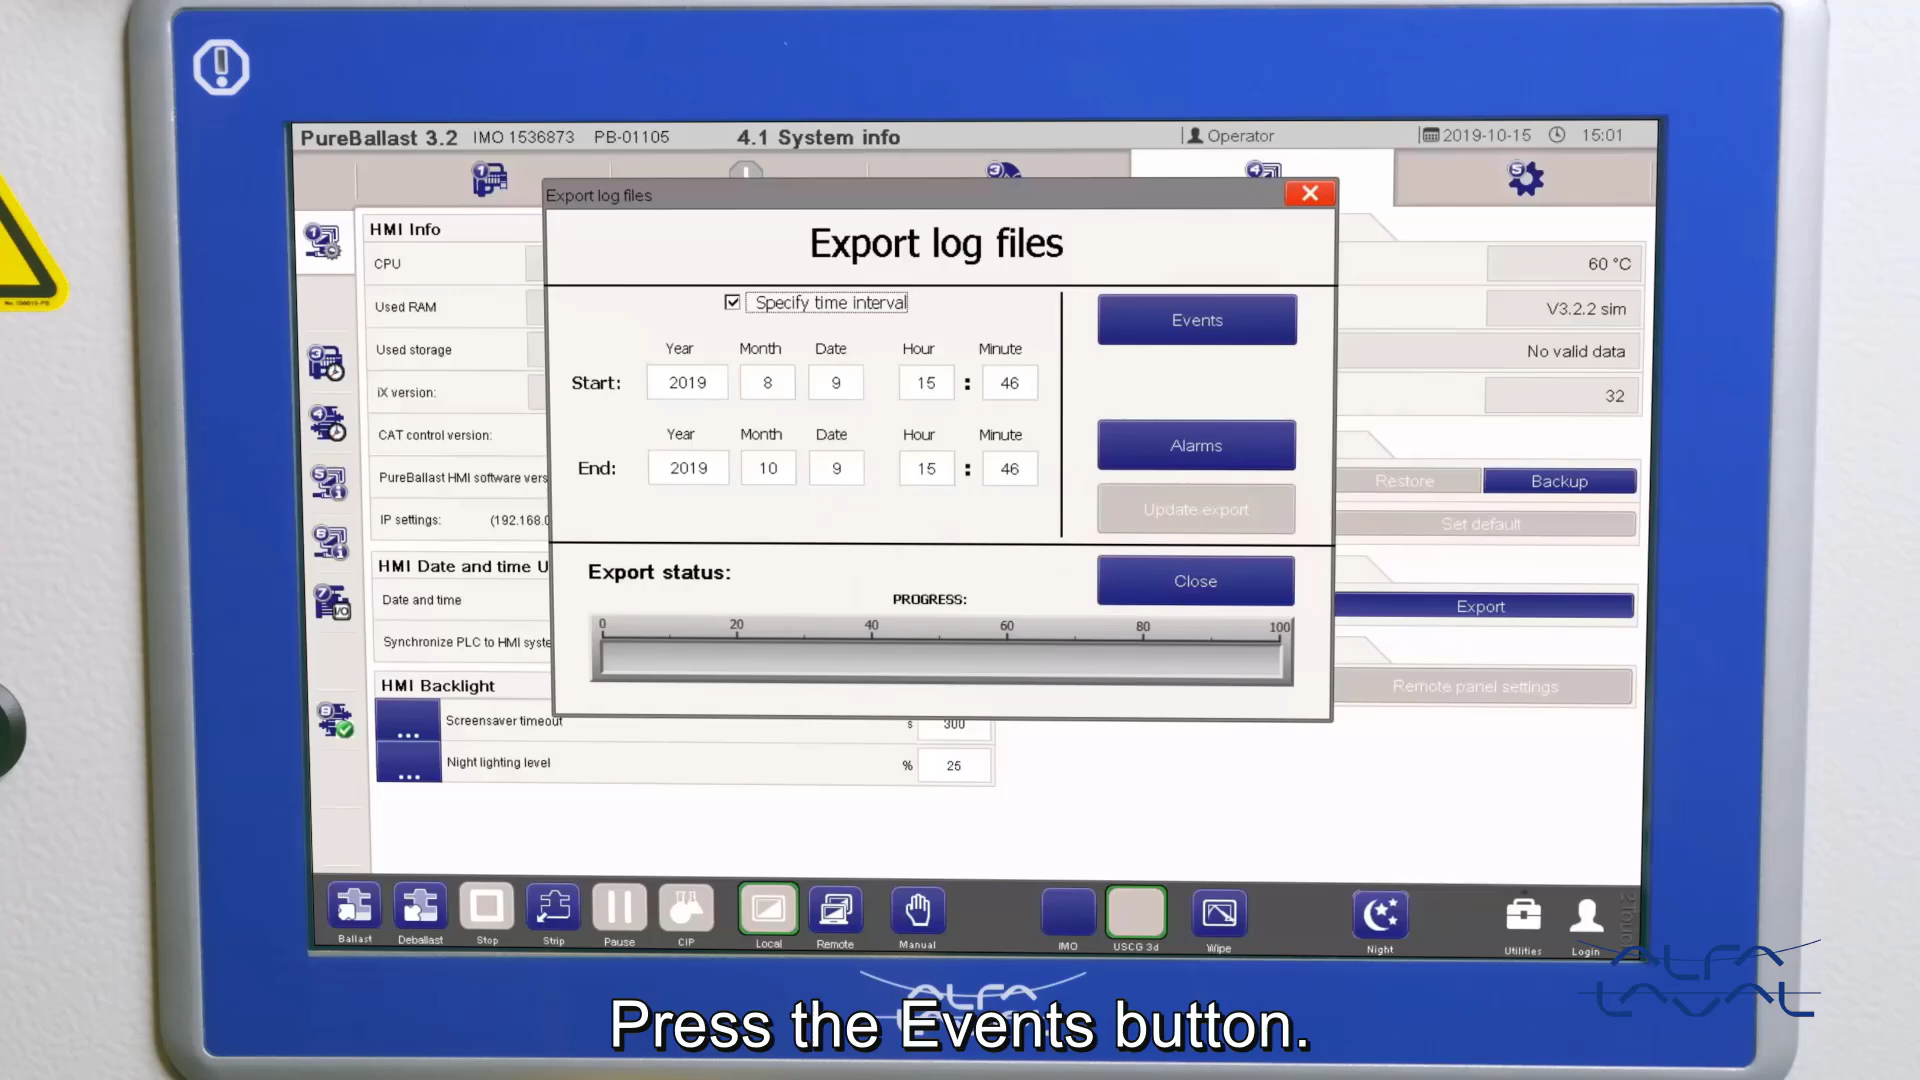 PureBallast 3.2 IMO 1536873 PB-01105 4.1 System info Operator 2019-10-15 15:01
Export log files
Export log files
HMI Info
CPU
Used RAM
Used storage
iX version:
CAT control version:
PureBallast HMI software vers
IP settings: (192.168.0
HMI Date and time U
Date and time
Synchronize PLC to HMI syste
HMI Backlight
Screensaver timeout s 300
Night lighting level % 25
Specify time interval
Year Month Date Hour Minute
Start: 2019 8 9 15 : 46
Year Month Date Hour Minute
End: 2019 10 9 15 : 46
Events
Alarms
Update export
Export status:
Close
PROGRESS:
0 20 40 60 80 100
60 °C
V3.2.2 sim
No valid data
32
Restore Backup
Set default
Export
Remote panel settings
Ballast Deballast Stop Strip Pause CIP Local Remote Manual IMO USCG 3d Wipe Night Utilities Login
ALFA
LAVAL
ALFA
Press the Events button.